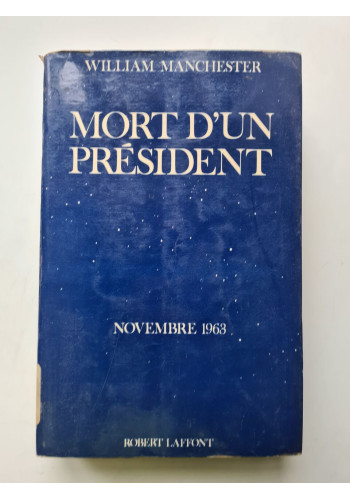 WILLIAM MANCHESTER
MORT D'UN
PRÉSIDENT
NOVEMBRE 1963
ROBERT LAFFONT